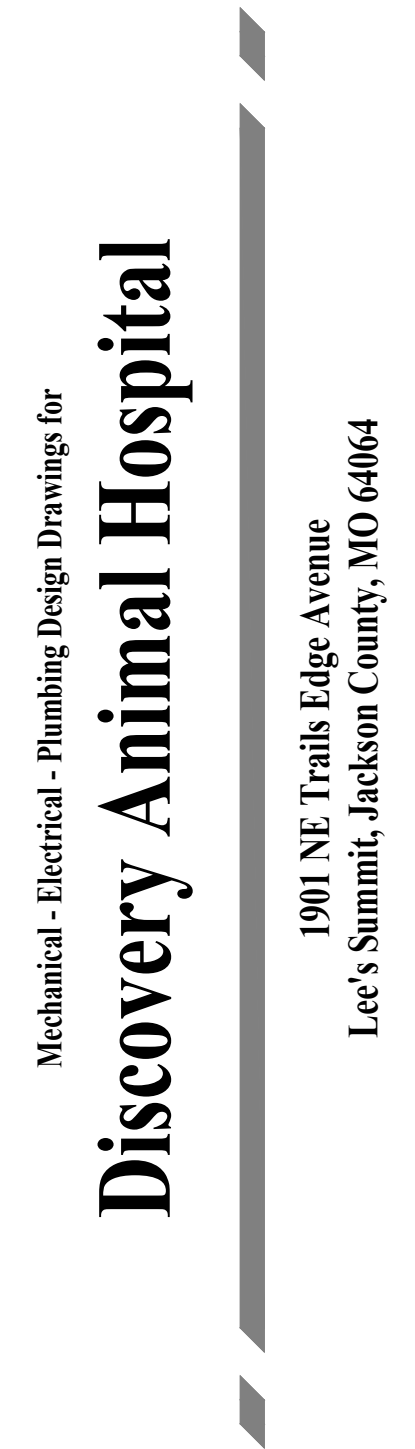 Mechanical - Electrical - Plumbing Design Drawings for
Discovery Animal Hospital
1901 NE Trails Edge Avenue
Lee's Summit, Jackson County, MO 64064